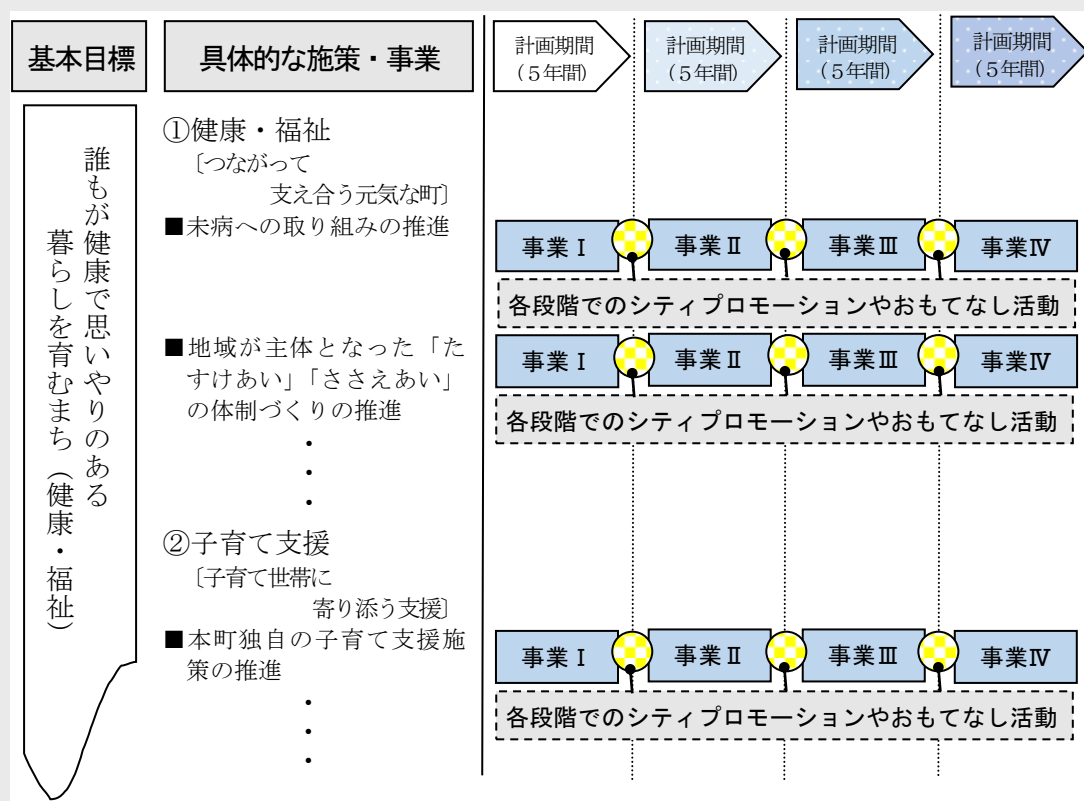 基本目標
具体的な施策・事業
計画期間
(５年間)
計画期間
(５年間)
計画期間
(５年間)
計画期間
(５年間)
誰もが健康で思いやりのある
暮らしを育むまち（健康・福祉）
①健康・福祉
〔つながって
支え合う元気な町〕
■未病への取り組みの推進
事業Ⅰ
事業Ⅱ
事業Ⅲ
事業Ⅳ
各段階でのシティプロモーションやおもてなし活動
■地域が主体となった「た
すけあい」「ささえあい」
の体制づくりの推進
・
・
・
事業Ⅰ
事業Ⅱ
事業Ⅲ
事業Ⅳ
各段階でのシティプロモーションやおもてなし活動
②子育て支援
〔子育て世帯に
寄り添う支援〕
■本町独自の子育て支援施
策の推進
・
・
・
事業Ⅰ
事業Ⅱ
事業Ⅲ
事業Ⅳ
各段階でのシティプロモーションやおもてなし活動